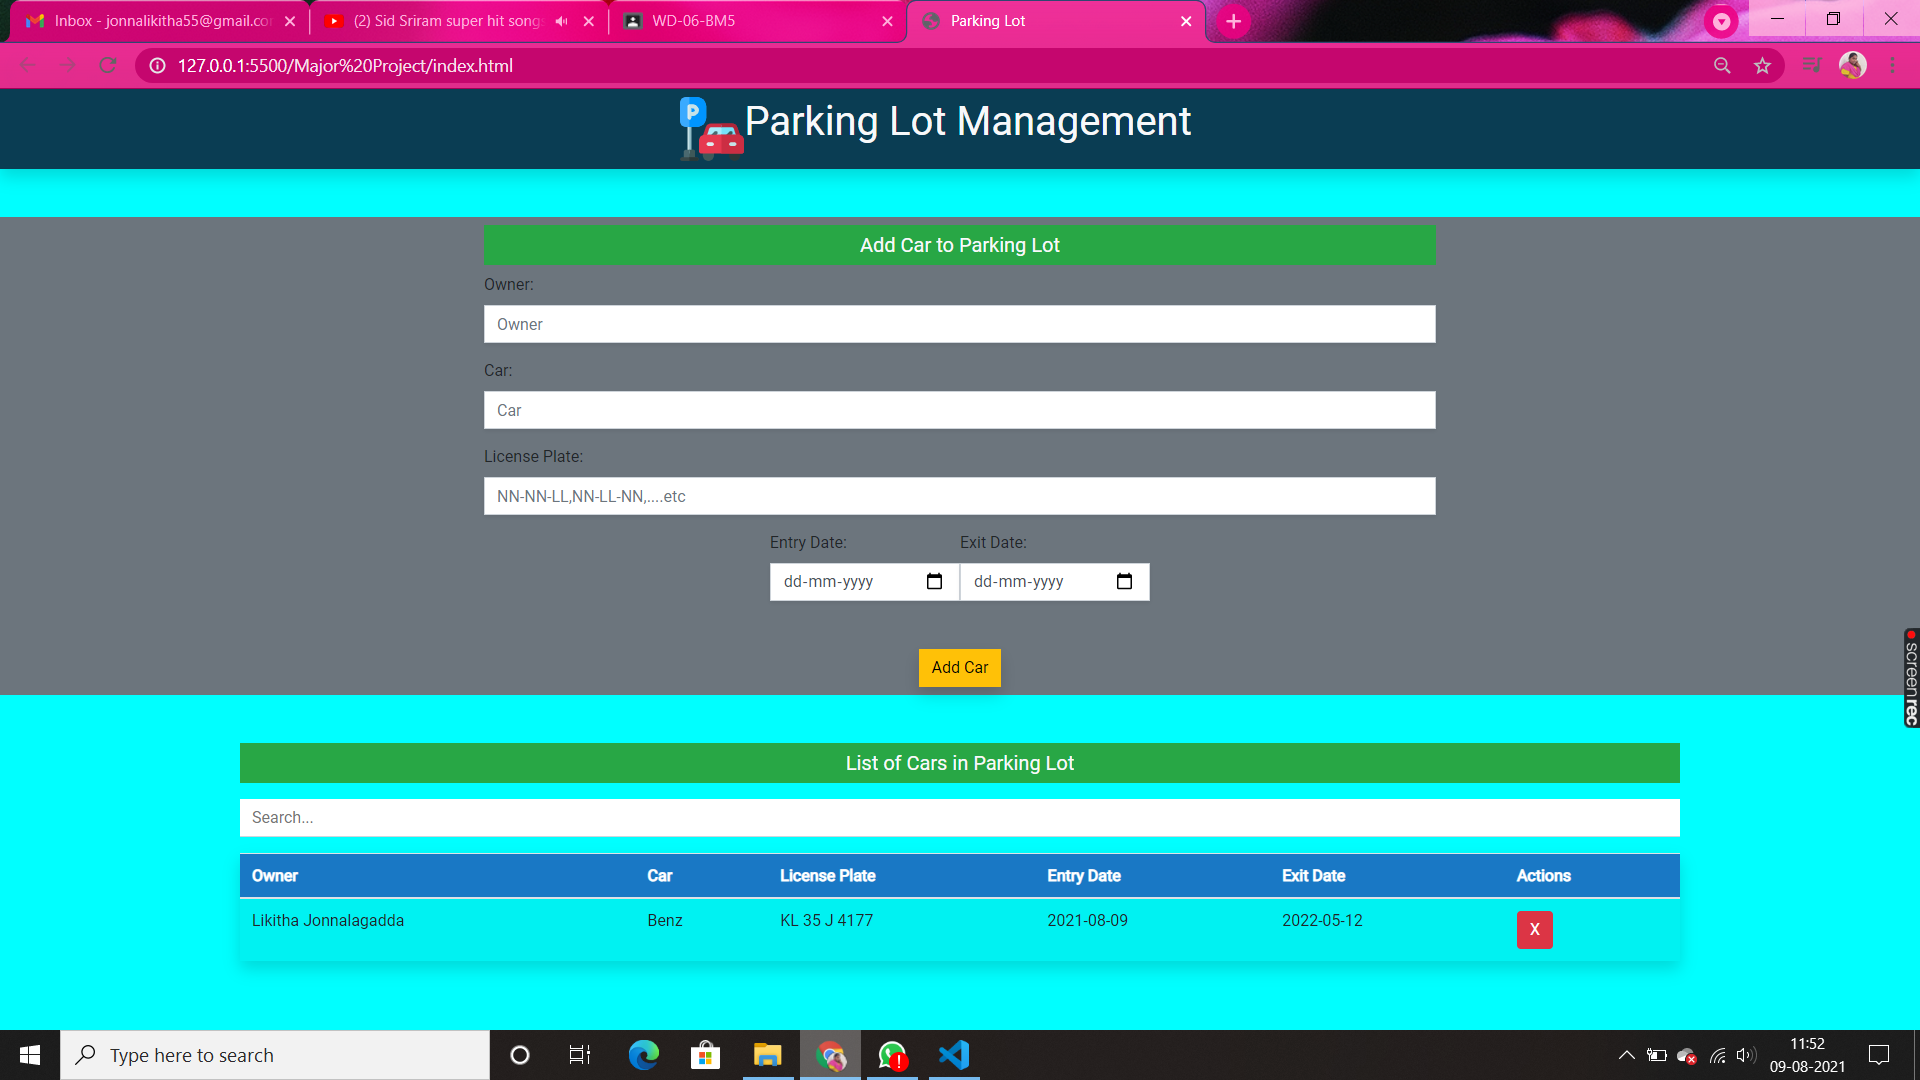 Inbox - jonnalikitha55@gmail.co
(2) Sid Sriram super hit song
WD-06-BM5
Parking Lot
127.0.0.1:5500/Major%20Project/index.html
P
Parking Lot Management
Add Car to Parking Lot
Owner:
Owner
Car:
Car
License Plate:
NN-NN-LL,NN-LL-NN,....etc
Entry Date: Exit Date:
dd-mm-yyyy dd-mm-yyyy
Add Car
screenrec
List of Cars in Parking Lot
Search...
Owner Car License Plate Entry Date Exit Date Actions
Likitha Jonnalagadda Benz KL 35 J 4177 2021-08-09 2022-05-12 X
Type here to search
11:52
09-08-2021